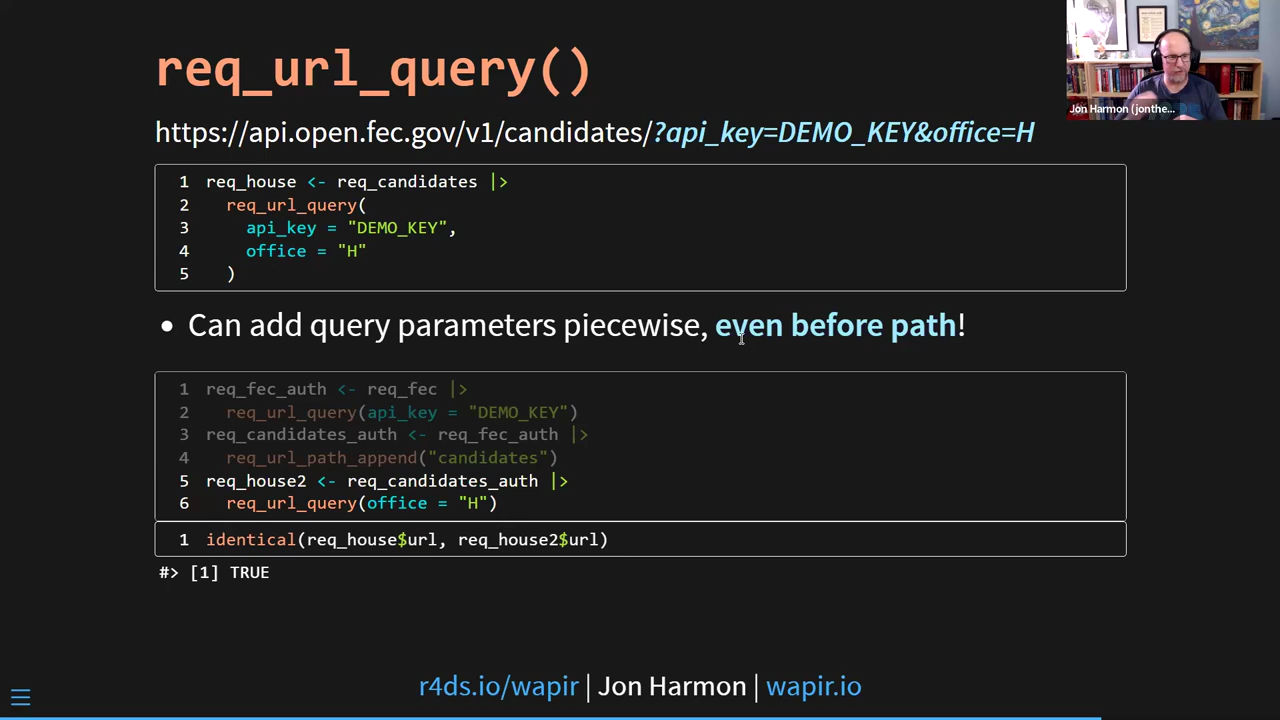 req_url_query()
Jon Harmon (jonthe...
https://api.open.fec.gov/v1/candidates/?api_key=DEMO_KEY&office=H
1 req_house <- req_candidates |>
2   req_url_query(
3     api_key = "DEMO_KEY",
4     office = "H"
5   )
• Can add query parameters piecewise, even before path!
1 req_fec_auth <- req_fec |>
2   req_url_query(api_key = "DEMO_KEY")
3 req_candidates_auth <- req_fec_auth |>
4   req_url_path_append("candidates")
5 req_house2 <- req_candidates_auth |>
6   req_url_query(office = "H")
1 identical(req_house$url, req_house2$url)
#> [1] TRUE
r4ds.io/wapir | Jon Harmon | wapir.io